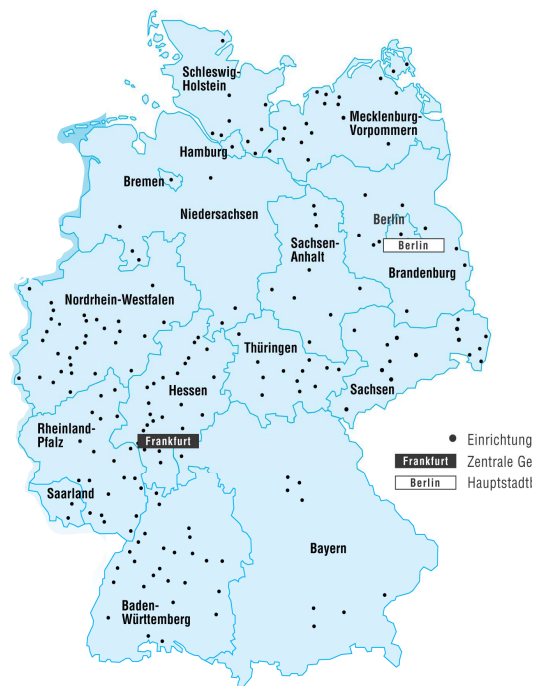 Schleswig-
Holstein
Mecklenburg-
Vorpommern
Hamburg
Bremen
Niedersachsen
Berlin
Berlin
Sachsen-
Anhalt
Brandenburg
Nordrhein-Westfalen
Thüringen
Hessen
Sachsen
Rheinland-
Pfalz
Frankfurt
Saarland
Bayern
Baden-
Württemberg
Einrichtung
Frankfurt Zentrale Ge
Berlin Hauptstadt